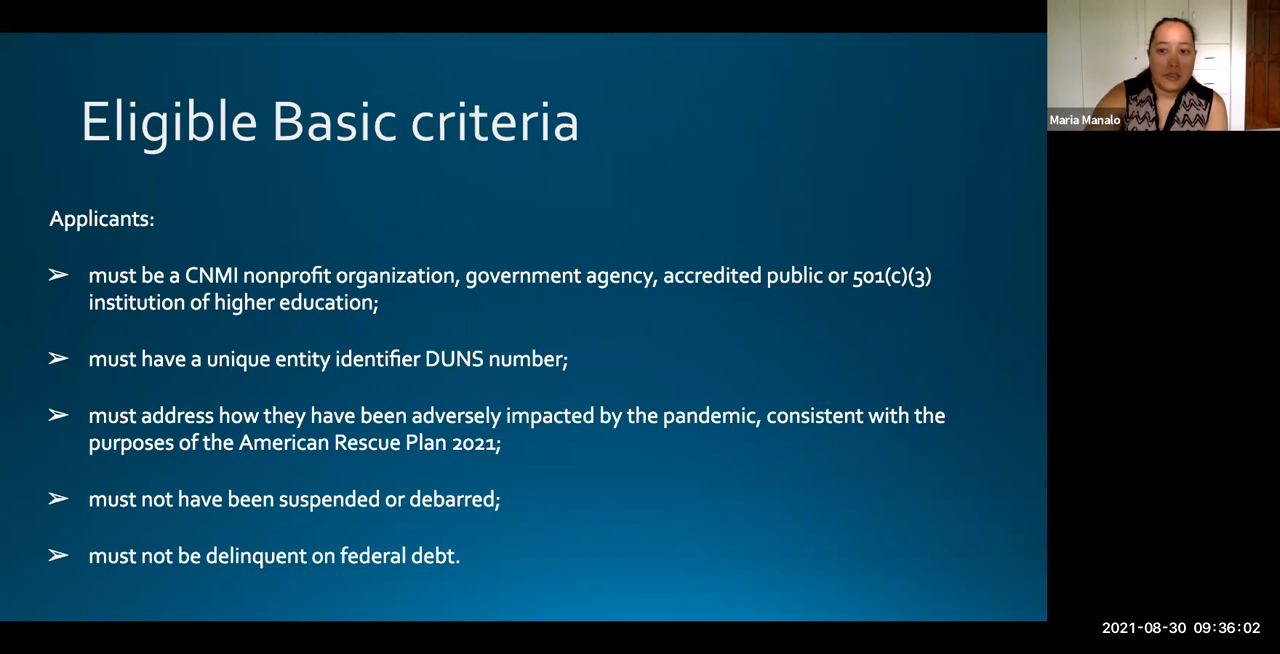 Eligible Basic criteria
Applicants:
➢ must be a CNMI nonprofit organization, government agency, accredited public or 501(c)(3)
institution of higher education;
➢ must have a unique entity identifier DUNS number;
➢ must address how they have been adversely impacted by the pandemic, consistent with the
purposes of the American Rescue Plan 2021;
➢ must not have been suspended or debarred;
➢ must not be delinquent on federal debt.
Maria Manalo
2021-08-30 09:36:02